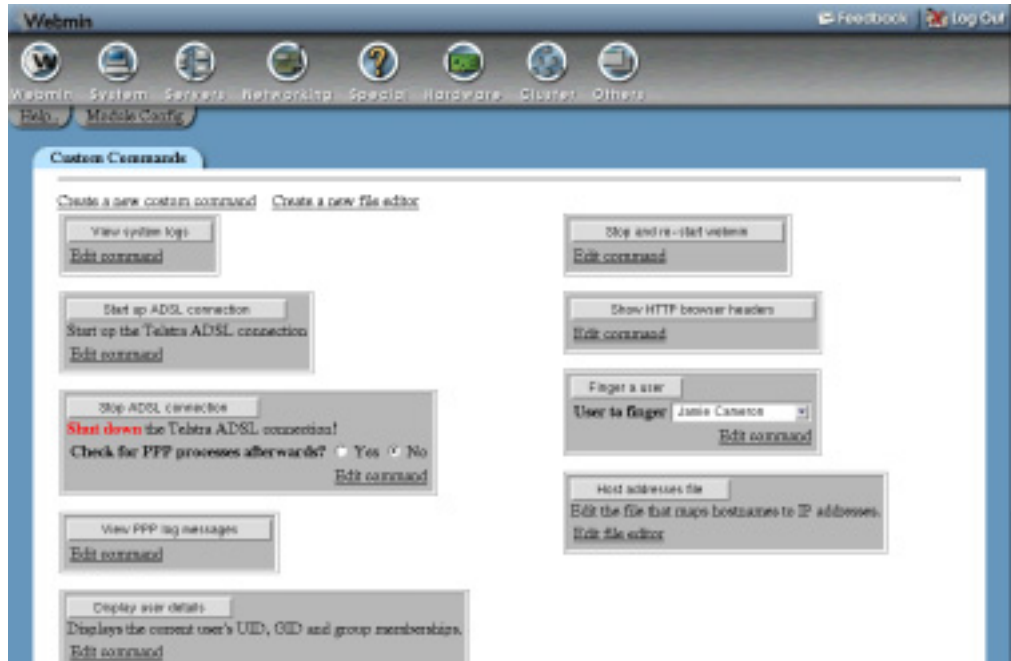 Webmin
Feedback Log Out
Webmin System Servers Networking Special Hardware Cluster Others
Help.. Module Config
Custom Commands
Create a new custom command Create a new file editor
View system logs
Edit command
Start up ADSL connection
Start up the Telstra ADSL connection
Edit command
Stop ADSL connection
Shut down the Telstra ADSL connection!
Check for PPP processes afterwards? Yes No
Edit command
View PPP log messages
Edit command
Display user details
Displays the current user's UID, GID and group memberships.
Edit command
Stop and re-start webmin
Edit command
Show HTTP browser headers
Edit command
Finger a user
User to finger Jamie Cameron
Edit command
Host addresses file
Edit the file that maps hostnames to IP addresses.
Edit file editor